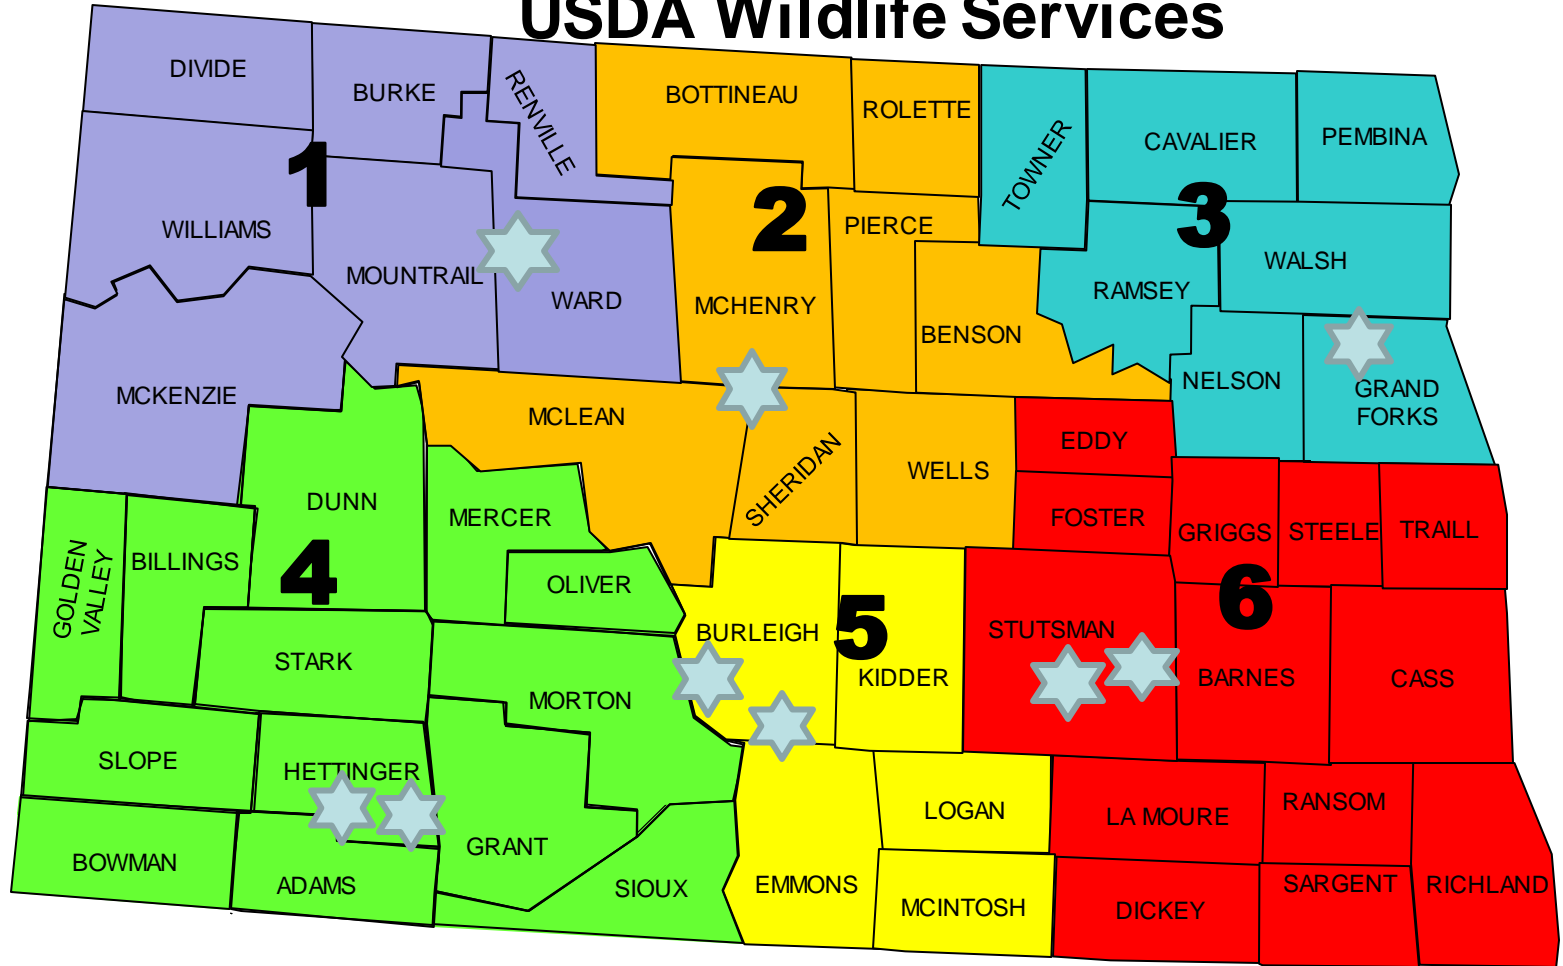 USDA Wildlife Services
DIVIDE
BURKE
RENVILLE
BOTTINEAU
ROLETTE
TOWNER
CAVALIER
PEMBINA
1
2
3
WILLIAMS
MOUNTRAIL
WARD
MCHENRY
PIERCE
BENSON
RAMSEY
WALSH
MCKENZIE
MCLEAN
SHERIDAN
WELLS
EDDY
NELSON
GRAND
FORKS
DUNN
MERCER
FOSTER
GRIGGS
STEELE
TRAILL
GOLDEN
VALLEY
BILLINGS
4
OLIVER
BURLEIGH
5
KIDDER
STUTSMAN
6
BARNES
CASS
STARK
MORTON
SLOPE
HETTINGER
GRANT
LOGAN
LA MOURE
RANSOM
BOWMAN
ADAMS
SIOUX
EMMONS
MCINTOSH
DICKEY
SARGENT
RICHLAND